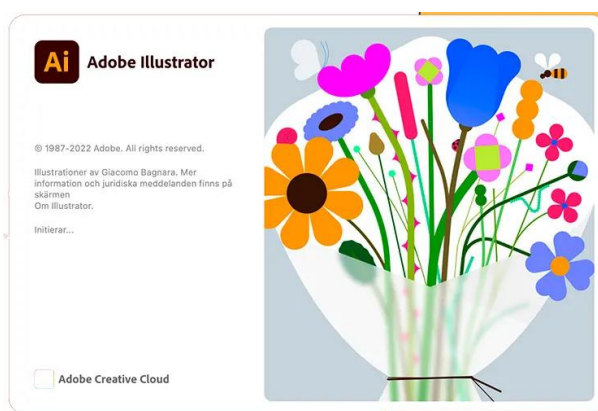 Ai Adobe Illustrator
© 1987-2022 Adobe. All rights reserved.
Illustrationer av Giacomo Bagnara. Mer
information och juridiska meddelanden finns på
skärmen
Om Illustrator.
Initierar...
Adobe Creative Cloud